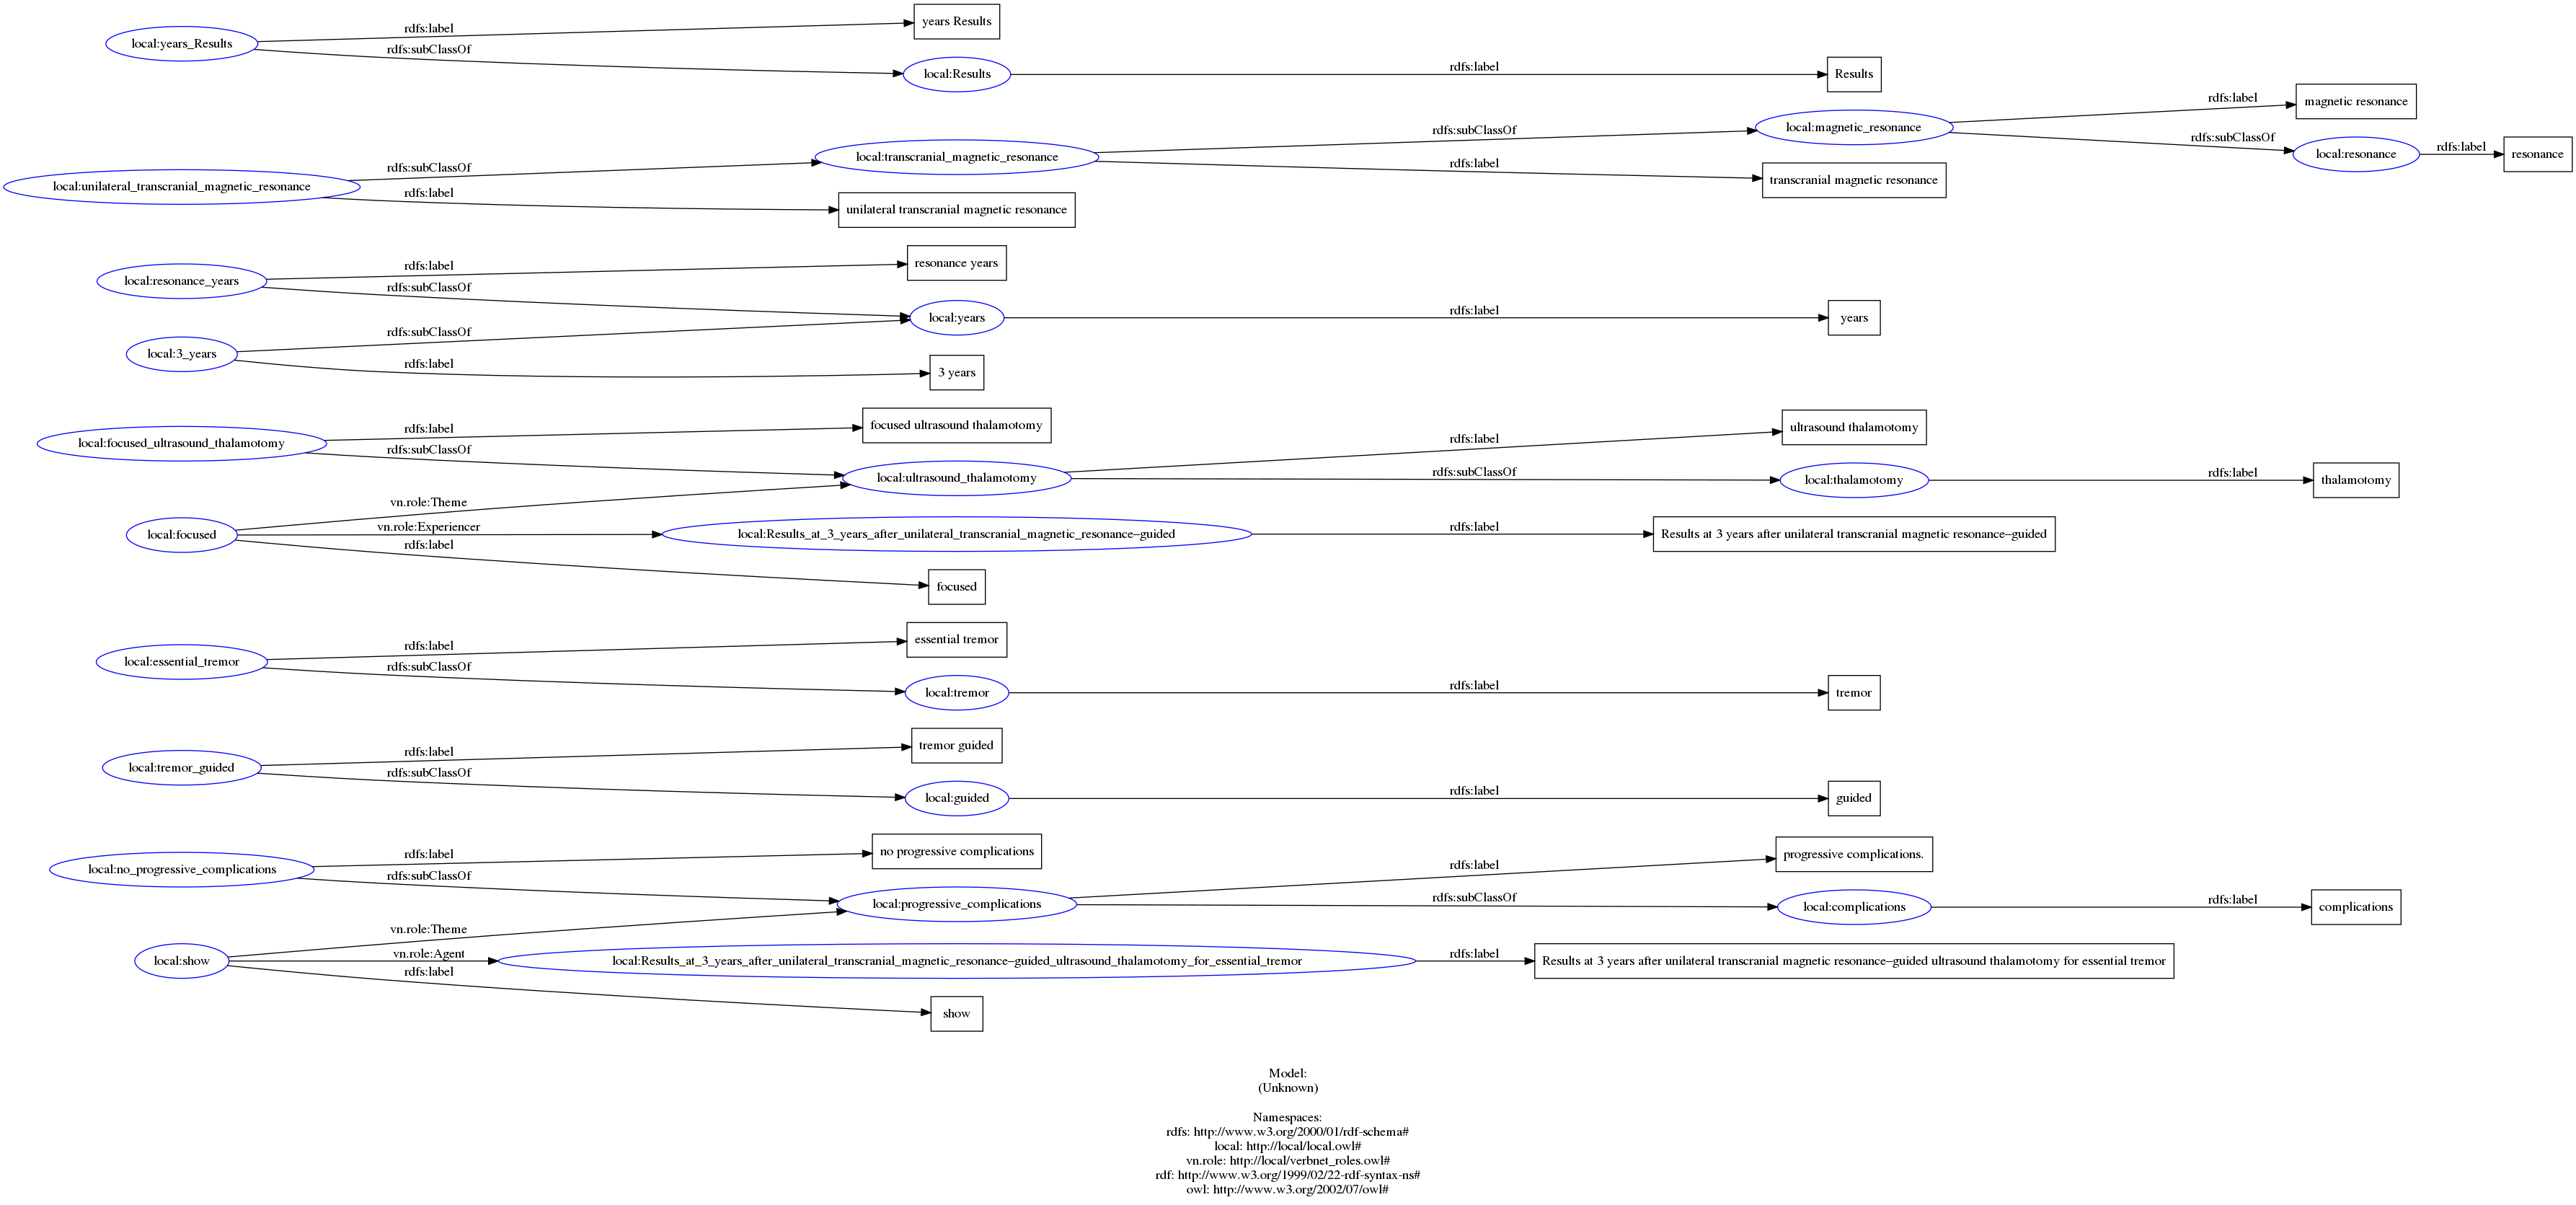 rdfs:label
years Results
local:years_Results
rdfs:subClassOf
local:Results
rdfs:label
Results
rdfs:label
magnetic resonance
local:magnetic_resonance
rdfs:subClassOf
rdfs:subClassOf
local:resonance
rdfs:label
resonance
local:transcranial_magnetic_resonance
rdfs:label
transcranial magnetic resonance
rdfs:subClassOf
local:unilateral_transcranial_magnetic_resonance
rdfs:label
unilateral transcranial magnetic resonance
rdfs:label
resonance years
local:resonance_years
rdfs:subClassOf
local:years
rdfs:label
years
rdfs:subClassOf
local:3_years
rdfs:label
3 years
rdfs:label
focused ultrasound thalamotomy
local:focused_ultrasound_thalamotomy
rdfs:subClassOf
rdfs:label
ultrasound thalamotomy
local:ultrasound_thalamotomy
rdfs:subClassOf
local:thalamotomy
rdfs:label
thalamotomy
vn.role:Theme
local:focused
vn.role:Experiencer
local:Results_at_3_years_after_unilateral_transcranial_magnetic_resonance–guided
rdfs:label
Results at 3 years after unilateral transcranial magnetic resonance–guided
rdfs:label
focused
rdfs:label
essential tremor
local:essential_tremor
rdfs:subClassOf
local:tremor
rdfs:label
tremor
rdfs:label
tremor guided
local:tremor_guided
rdfs:subClassOf
local:guided
rdfs:label
guided
rdfs:label
no progressive complications
local:no_progressive_complications
rdfs:subClassOf
rdfs:label
progressive complications.
local:progressive_complications
rdfs:subClassOf
local:complications
rdfs:label
complications
vn.role:Theme
local:show
vn.role:Agent
local:Results_at_3_years_after_unilateral_transcranial_magnetic_resonance–guided_ultrasound_thalamotomy_for_essential_tremor
rdfs:label
Results at 3 years after unilateral transcranial magnetic resonance–guided ultrasound thalamotomy for essential tremor
rdfs:label
show
Model:
(Unknown)
Namespaces:
rdfs: http://www.w3.org/2000/01/rdf-schema#
local: http://local/local.owl#
vn.role: http://local/verbnet_roles.owl#
rdf: http://www.w3.org/1999/02/22-rdf-syntax-ns#
owl: http://www.w3.org/2002/07/owl#